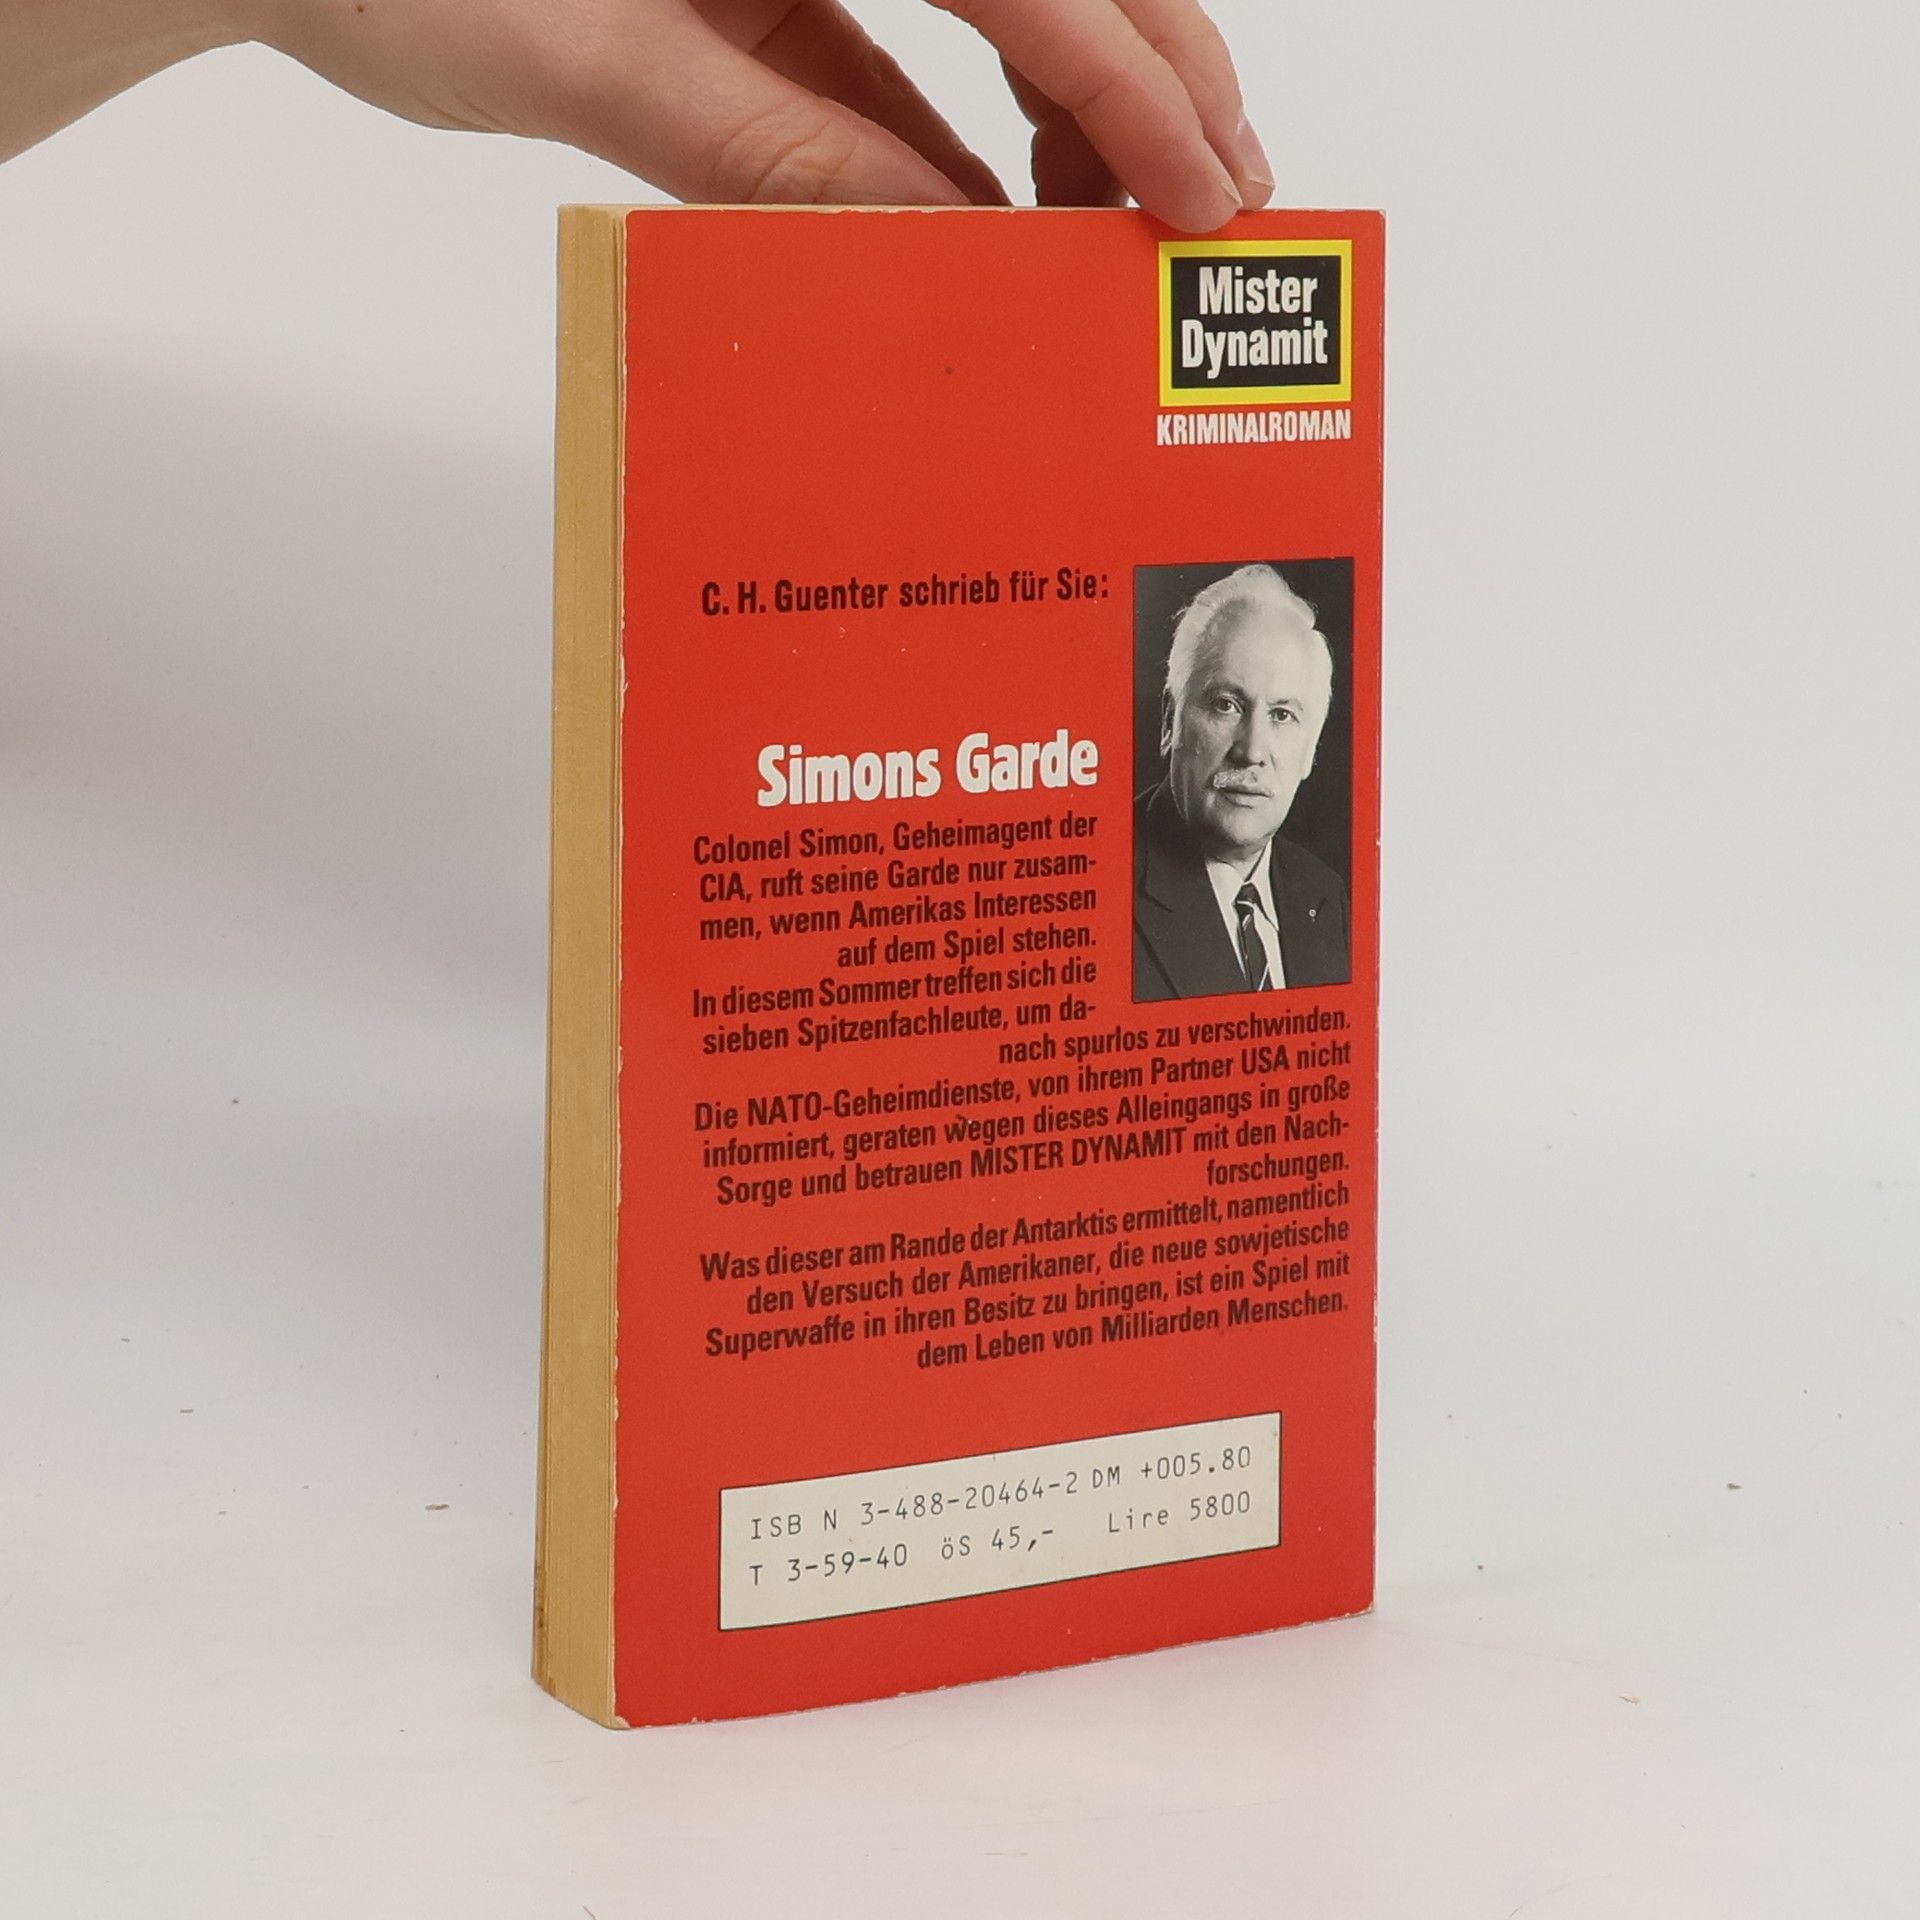 Mister
Dynamit
KRIMINALROMAN
C. H. Guenter schrieb für Sie:
Simons Garde
Colonel Simon, Geheimagent der
CIA, ruft seine Garde nur zusam-
men, wenn Amerikas Interessen
auf dem Spiel stehen.
In diesem Sommer treffen sich die
sieben Spitzenfachleute, um da-
nach spurlos zu verschwinden.
Die NATO-Geheimdienste, von ihrem Partner USA nicht
informiert, geraten wegen dieses Alleingangs in große
Sorge und betrauen MISTER DYNAMIT mit den Nach-
forschungen.
Was dieser am Rande der Antarktis ermittelt, namentlich
den Versuch der Amerikaner, die neue sowjetische
Superwaffe in ihren Besitz zu bringen, ist ein Spiel mit
dem Leben von Milliarden Menschen.
ISB N 3-488-20464-2 DM +005.80
T 3-59-40 öS 45,- Lire 5800